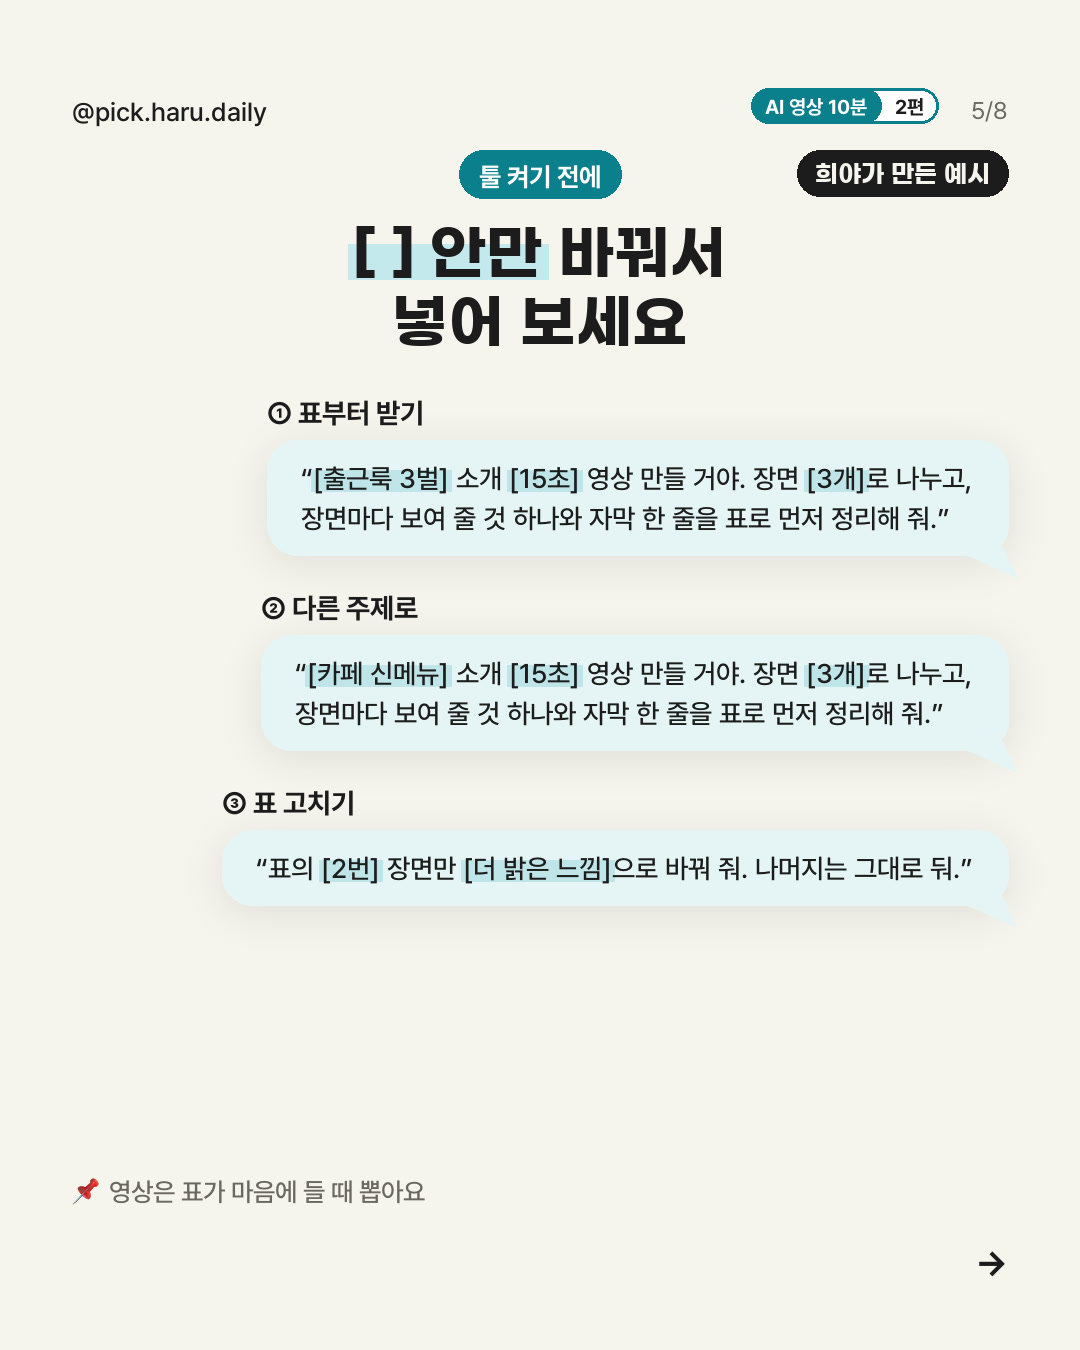 @pick.haru.daily
AI 영상 10분 2편
5/8
툴 켜기 전에
희야가 만든 예시
[ ] 안만 바꿔서
넣어 보세요
① 표부터 받기
“[출근룩 3벌] 소개 [15초] 영상 만들 거야. 장면 [3개]로 나누고,
장면마다 보여 줄 것 하나와 자막 한 줄을 표로 먼저 정리해 줘.”
② 다른 주제로
“[카페 신메뉴] 소개 [15초] 영상 만들 거야. 장면 [3개]로 나누고,
장면마다 보여 줄 것 하나와 자막 한 줄을 표로 먼저 정리해 줘.”
③ 표 고치기
“표의 [2번] 장면만 [더 밝은 느낌]으로 바꿔 줘. 나머지는 그대로 둬.”
📌 영상은 표가 마음에 들 때 뽑아요
→